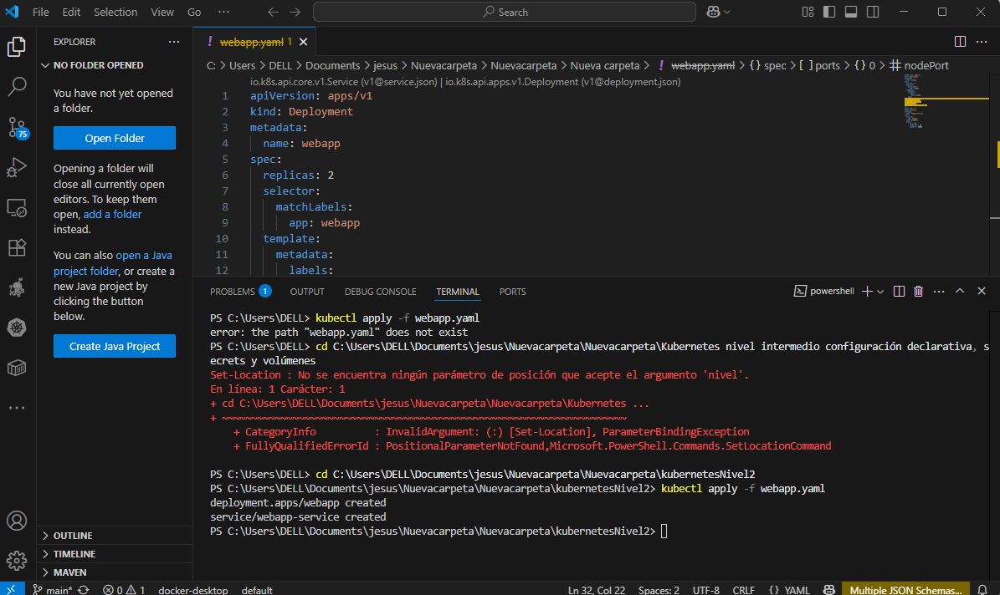 File Edit Selection View Go ··· Search
EXPLORER ···
webapp.yaml 1
NO FOLDER OPENED
C: > Users > DELL > Documents > jesus > Nuevacarpeta > Nuevacarpeta > Nueva carpeta > ! webapp.yaml > {} spec > [ ] ports > {} 0 > nodePort
You have not yet opened
a folder.
Open Folder
Opening a folder will
close all currently open
editors. To keep them
open, add a folder
instead.
You can also open a Java
project folder, or create a
new Java project by
clicking the button
below.
Create Java Project
75
OUTLINE
TIMELINE
MAVEN
io.k8s.api.core.v1.Service (v1@service.json) | io.k8s.api.apps.v1.Deployment (v1@deployment.json)
1 apiVersion: apps/v1
2 kind: Deployment
3 metadata:
4 name: webapp
5 spec:
6 replicas: 2
7 selector:
8 matchLabels:
9 app: webapp
10 template:
11 metadata:
12 labels:
PROBLEMS 1 OUTPUT DEBUG CONSOLE TERMINAL PORTS powershell
PS C:\Users\DELL> kubectl apply -f webapp.yaml
error: the path "webapp.yaml" does not exist
PS C:\Users\DELL> cd C:\Users\DELL\Documents\jesus\Nuevacarpeta\Nuevacarpeta\Kubernetes nivel intermedio configuración declarativa, s
ecrets y volúmenes
Set-Location : No se encuentra ningún parámetro de posición que acepte el argumento 'nivel'.
En línea: 1 Carácter: 1
+ cd C:\Users\DELL\Documents\jesus\Nuevacarpeta\Nuevacarpeta\Kubernetes ...
+ ~~~~~~~~~~~~~~~~~~~~~~~~~~~~~~~~~~~~~~~~~~~~~~~~~~~~~~~~~~~~~~~~~~~~~
+ CategoryInfo : InvalidArgument: (:) [Set-Location], ParameterBindingException
+ FullyQualifiedErrorId : PositionalParameterNotFound,Microsoft.PowerShell.Commands.SetLocationCommand
PS C:\Users\DELL> cd C:\Users\DELL\Documents\jesus\Nuevacarpeta\Nuevacarpeta\kubernetesNivel2
PS C:\Users\DELL\Documents\jesus\Nuevacarpeta\Nuevacarpeta\kubernetesNivel2> kubectl apply -f webapp.yaml
deployment.apps/webapp created
service/webapp-service created
PS C:\Users\DELL\Documents\jesus\Nuevacarpeta\Nuevacarpeta\kubernetesNivel2>
main* 0 1 docker-desktop default Ln 32, Col 22 Spaces: 2 UTF-8 CRLF {} YAML Multiple JSON Schemas...